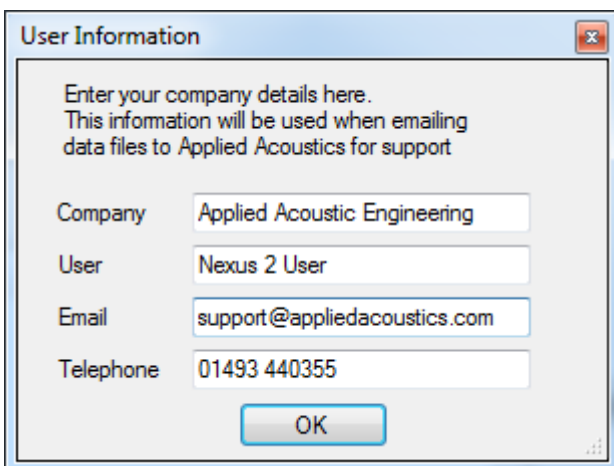 User Information
Enter your company details here.
This information will be used when emailing
data files to Applied Acoustics for support
Company Applied Acoustic Engineering
User Nexus 2 User
Email support@appliedacoustics.com
Telephone 01493 440355
OK